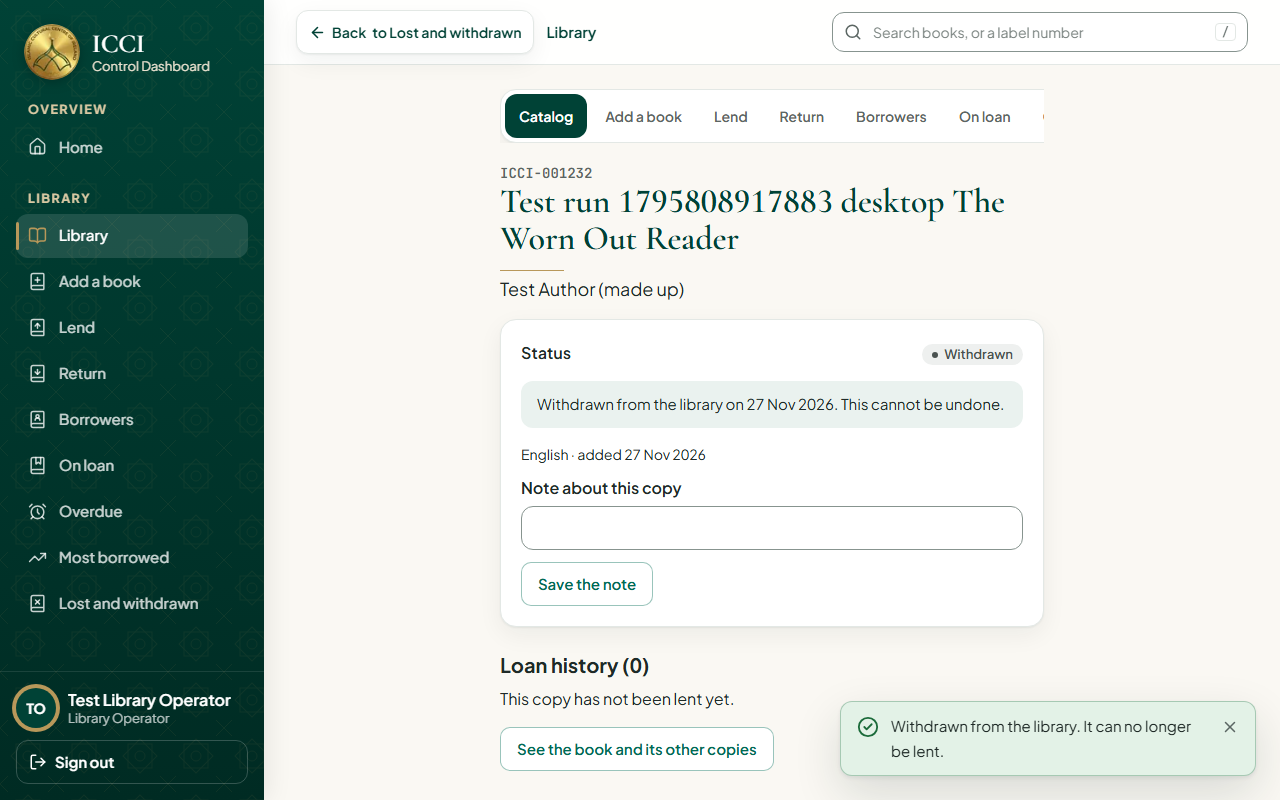 ICCI
Control Dashboard
OVERVIEW
Home
LIBRARY
Library
Add a book
Lend
Return
Borrowers
On loan
Overdue
Most borrowed
Lost and withdrawn
TO
Test Library Operator
Library Operator
Sign out
Back to Lost and withdrawn
Library
Search books, or a label number
/
Catalog
Add a book
Lend
Return
Borrowers
On loan
ICCI-001232
Test run 1795808917883 desktop The
Worn Out Reader
Test Author (made up)
Status
Withdrawn
Withdrawn from the library on 27 Nov 2026. This cannot be undone.
English · added 27 Nov 2026
Note about this copy
Save the note
Loan history (0)
This copy has not been lent yet.
See the book and its other copies
Withdrawn from the library. It can no longer
be lent.